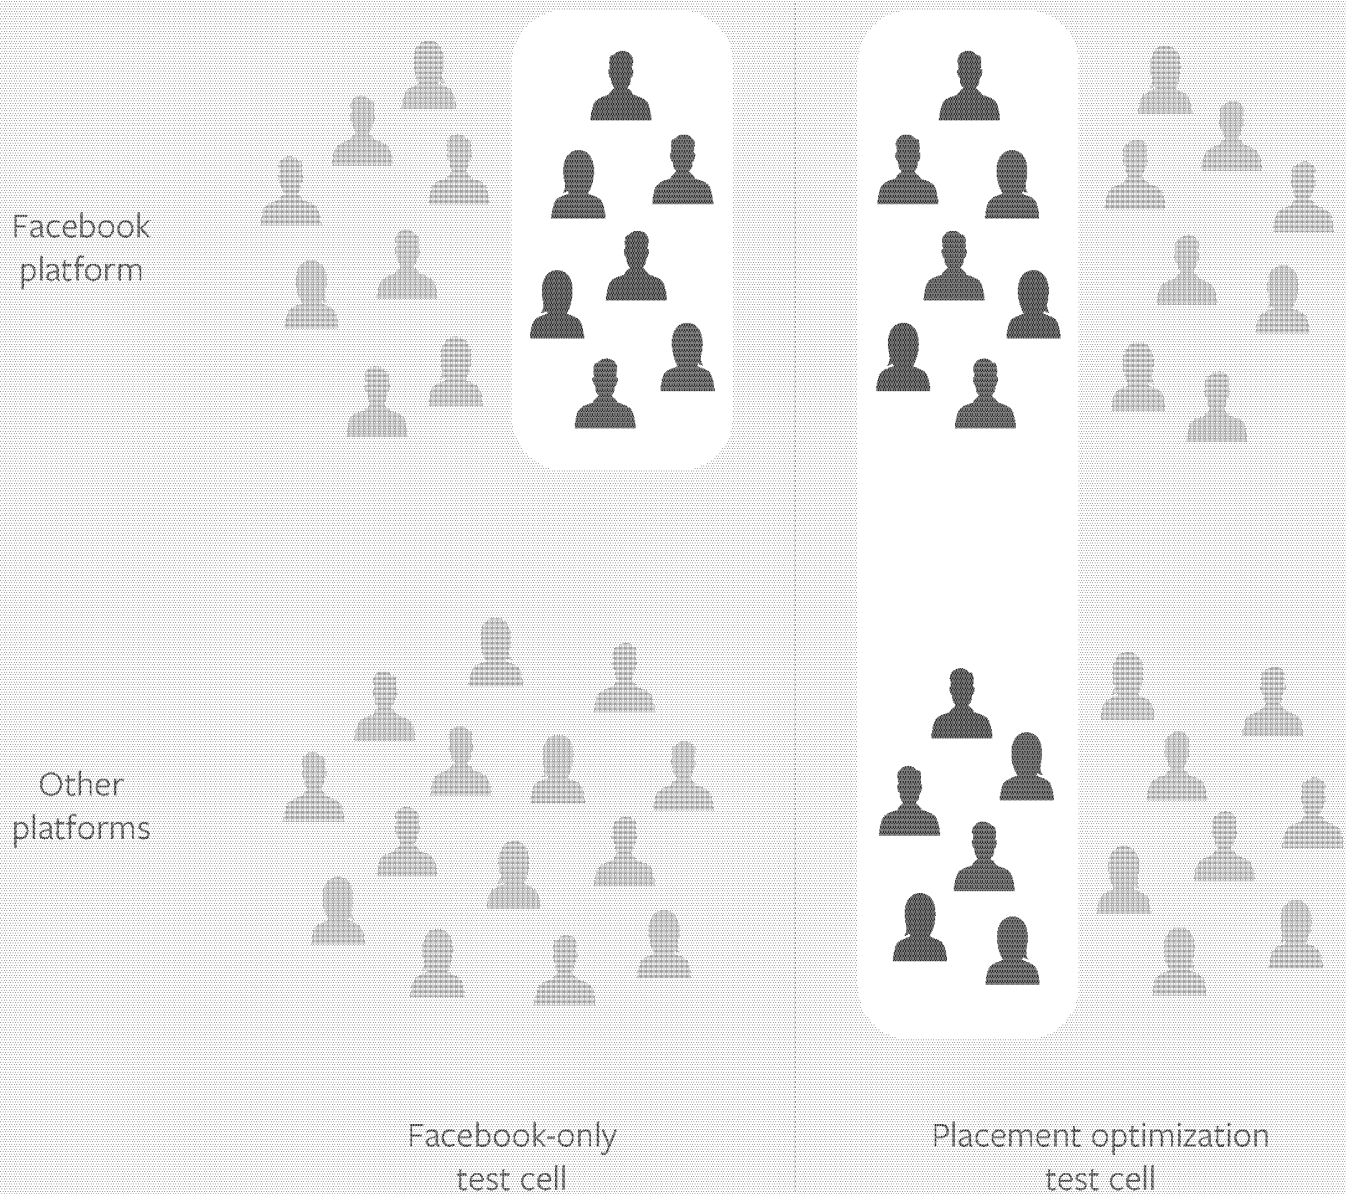 Facebook
platform
Other
platforms
Facebook-only
test cell
Placement optimization
test cell